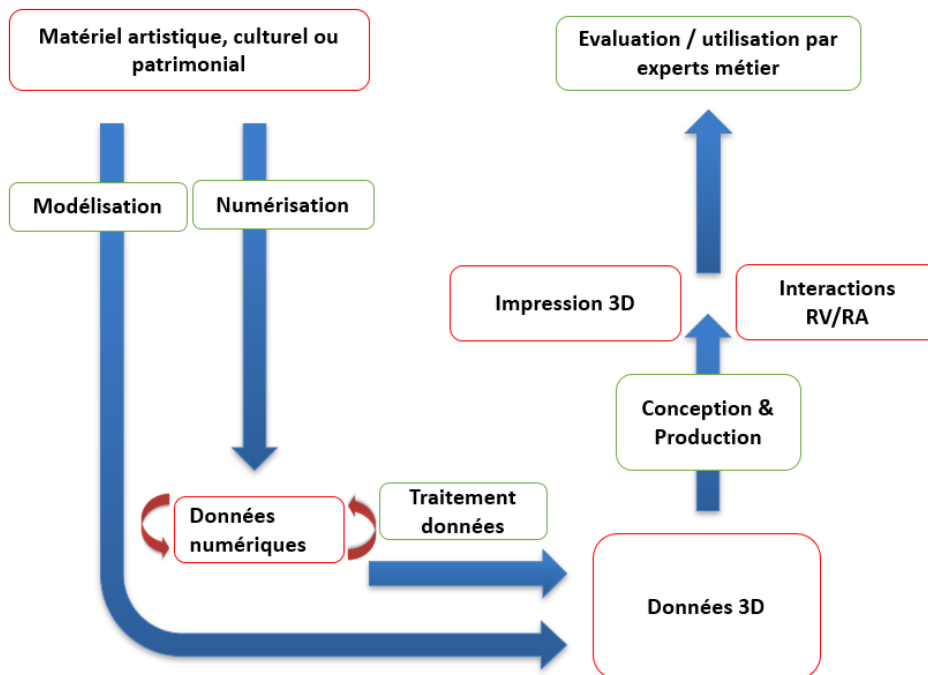 Matériel artistique, culturel ou
patrimonial
Evaluation / utilisation par
experts métier
Modélisation
Numérisation
Impression 3D
Interactions
RV/RA
Conception &
Production
Données
numériques
Traitement
données
Données 3D